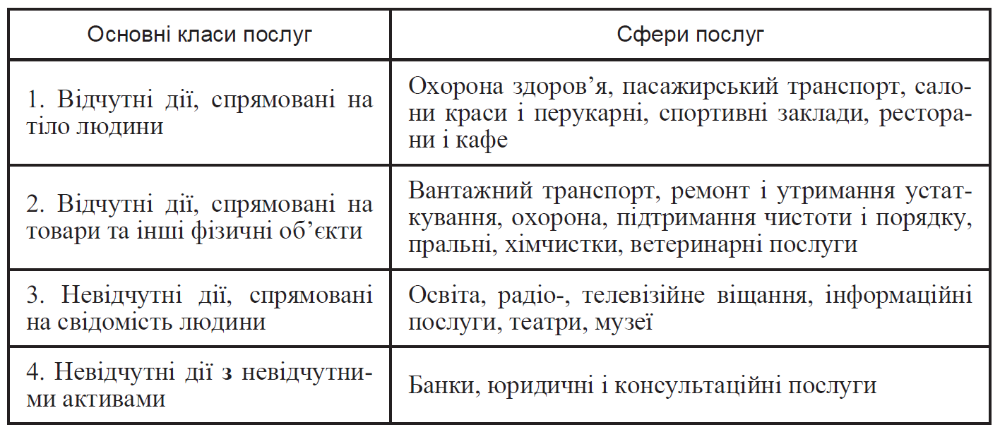 Основні класи послуг
Сфери послуг
1. Відчутні дії, спрямовані на
тіло людини
Охорона здоров’я, пасажирський транспорт, сало-
ни краси і перукарні, спортивні заклади, рестора-
ни і кафе
2. Відчутні дії, спрямовані на
товари та інші фізичні об’єкти
Вантажний транспорт, ремонт і утримання устат-
кування, охорона, підтримання чистоти і порядку,
пральні, хімчистки, ветеринарні послуги
3. Невідчутні дії, спрямовані
на свідомість людини
Освіта, радіо-, телевізійне віщання, інформаційні
послуги, театри, музеї
4. Невідчутні дії з невідчутни-
ми активами
Банки, юридичні і консультаційні послуги